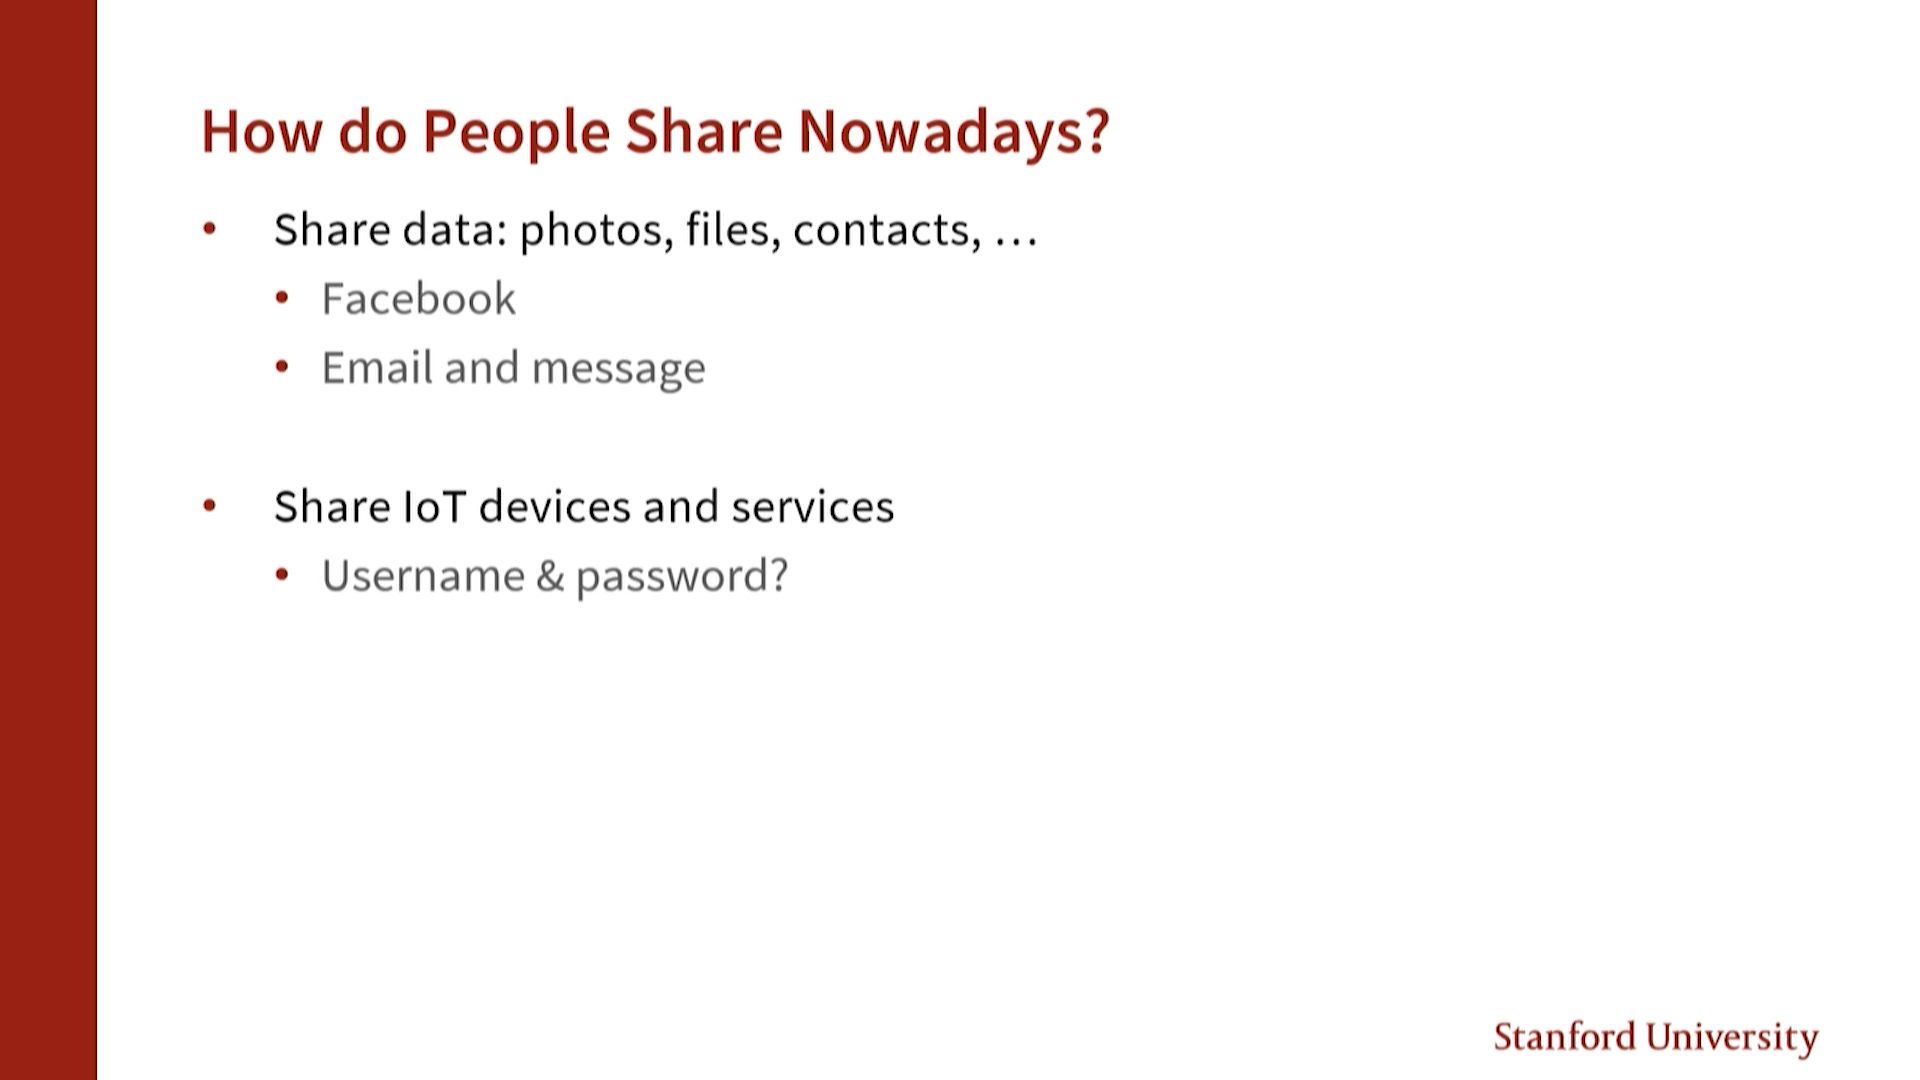 How do People Share Nowadays?
• Share data: photos, files, contacts, …
• Facebook
• Email and message
• Share IoT devices and services
• Username & password?
Stanford University